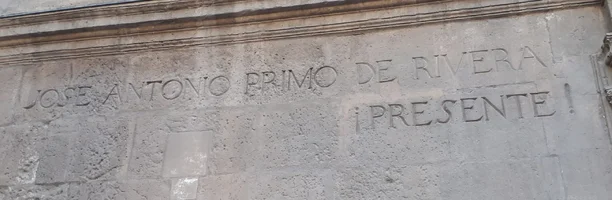 JOSE ANTONIO PRIMO DE RIVERA
¡PRESENTE!